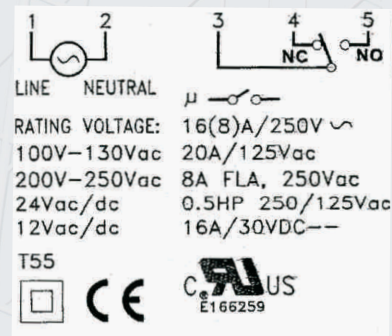 1 2 3 4 5
NC NO
LINE NEUTRAL
µ
RATING VOLTAGE: 16(8)A/250V ~
100V-130Vac 20A/125Vac
200V-250Vac 8A FLA, 250Vac
24Vac/dc 0.5HP 250/125Vac
12Vac/dc 16A/30VDC--
T55
CE C RU US
E166259